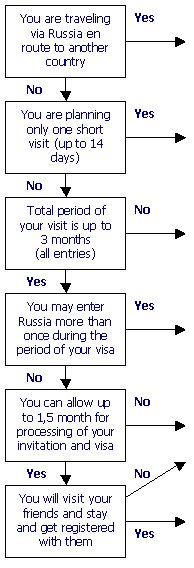 You are traveling
via Russia en
route to another
country
Yes
No
You are planning
only one short
visit (up to 14
days)
Yes
No
Total period of
your visit is up to
3 months
(all entries)
No
Yes
You may enter
Russia more than
once during the
period of your visa
Yes
No
You can allow up
to 1,5 month for
processing of your
invitation and visa
No
Yes
You will visit your
friends and stay
and get registered
with them
No
Yes